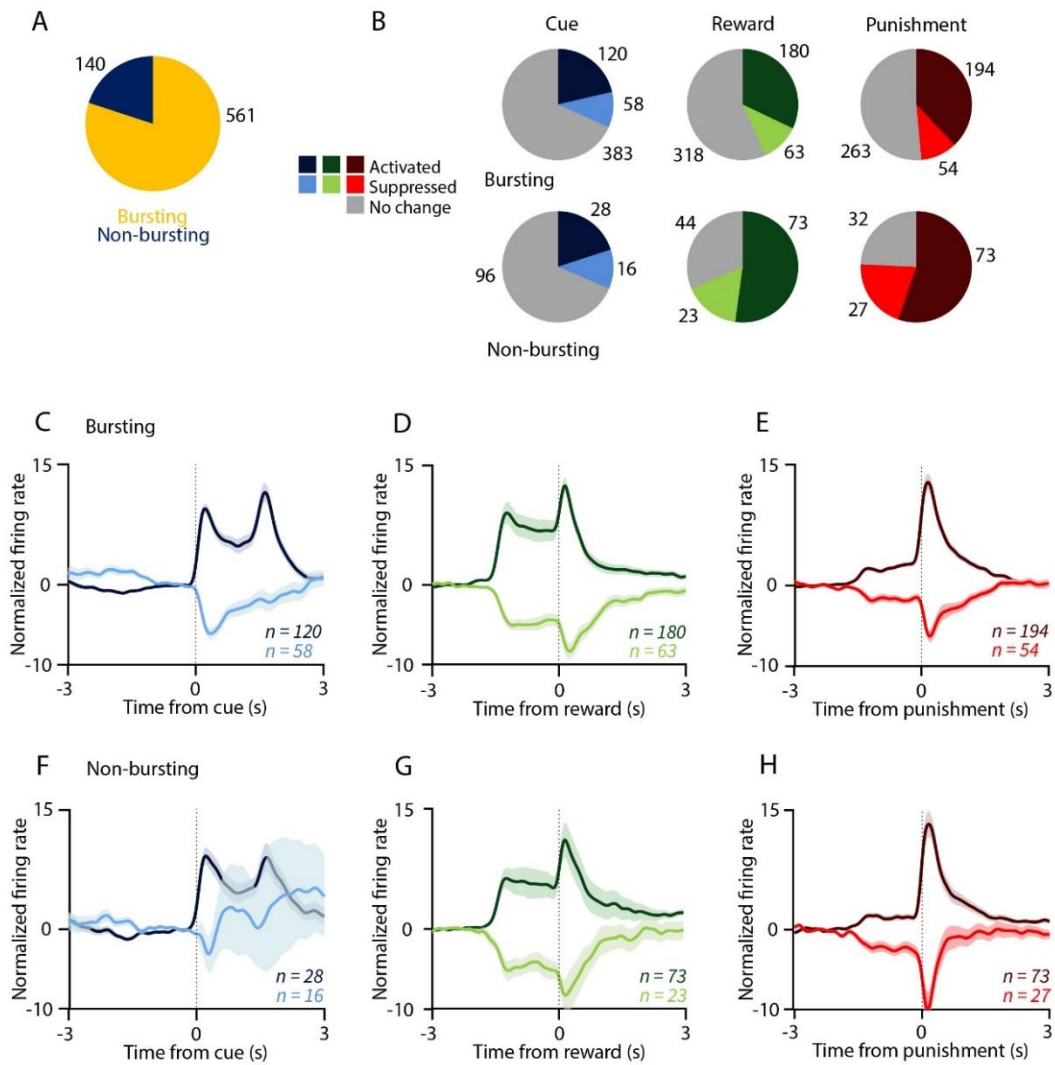 A
140
561
Bursting
Non-bursting
B
Cue
Reward
Punishment
120
58
383
180
63
318
194
54
263
Activated
Suppressed
No change
Bursting
28
16
96
44
73
23
32
73
27
Non-bursting
C Bursting
Normalized firing rate
15
0
-10
n = 120
n = 58
-3 0 3
Time from cue (s)
D
Normalized firing rate
15
0
-10
n = 180
n = 63
-3 0 3
Time from reward (s)
E
Normalized firing rate
15
0
-10
n = 194
n = 54
-3 0 3
Time from punishment (s)
F Non-bursting
Normalized firing rate
15
0
-10
n = 28
n = 16
-3 0 3
Time from cue (s)
G
Normalized firing rate
15
0
-10
n = 73
n = 23
-3 0 3
Time from reward (s)
H
Normalized firing rate
15
0
-10
n = 73
n = 27
-3 0 3
Time from punishment (s)